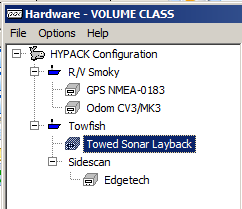 Hardware - VOLUME CLASS
File Options Help
HYPACK Configuration
R/V Smoky
GPS NMEA-0183
Odom CV3/MK3
Towfish
Towed Sonar Layback
Sidescan
Edgetech